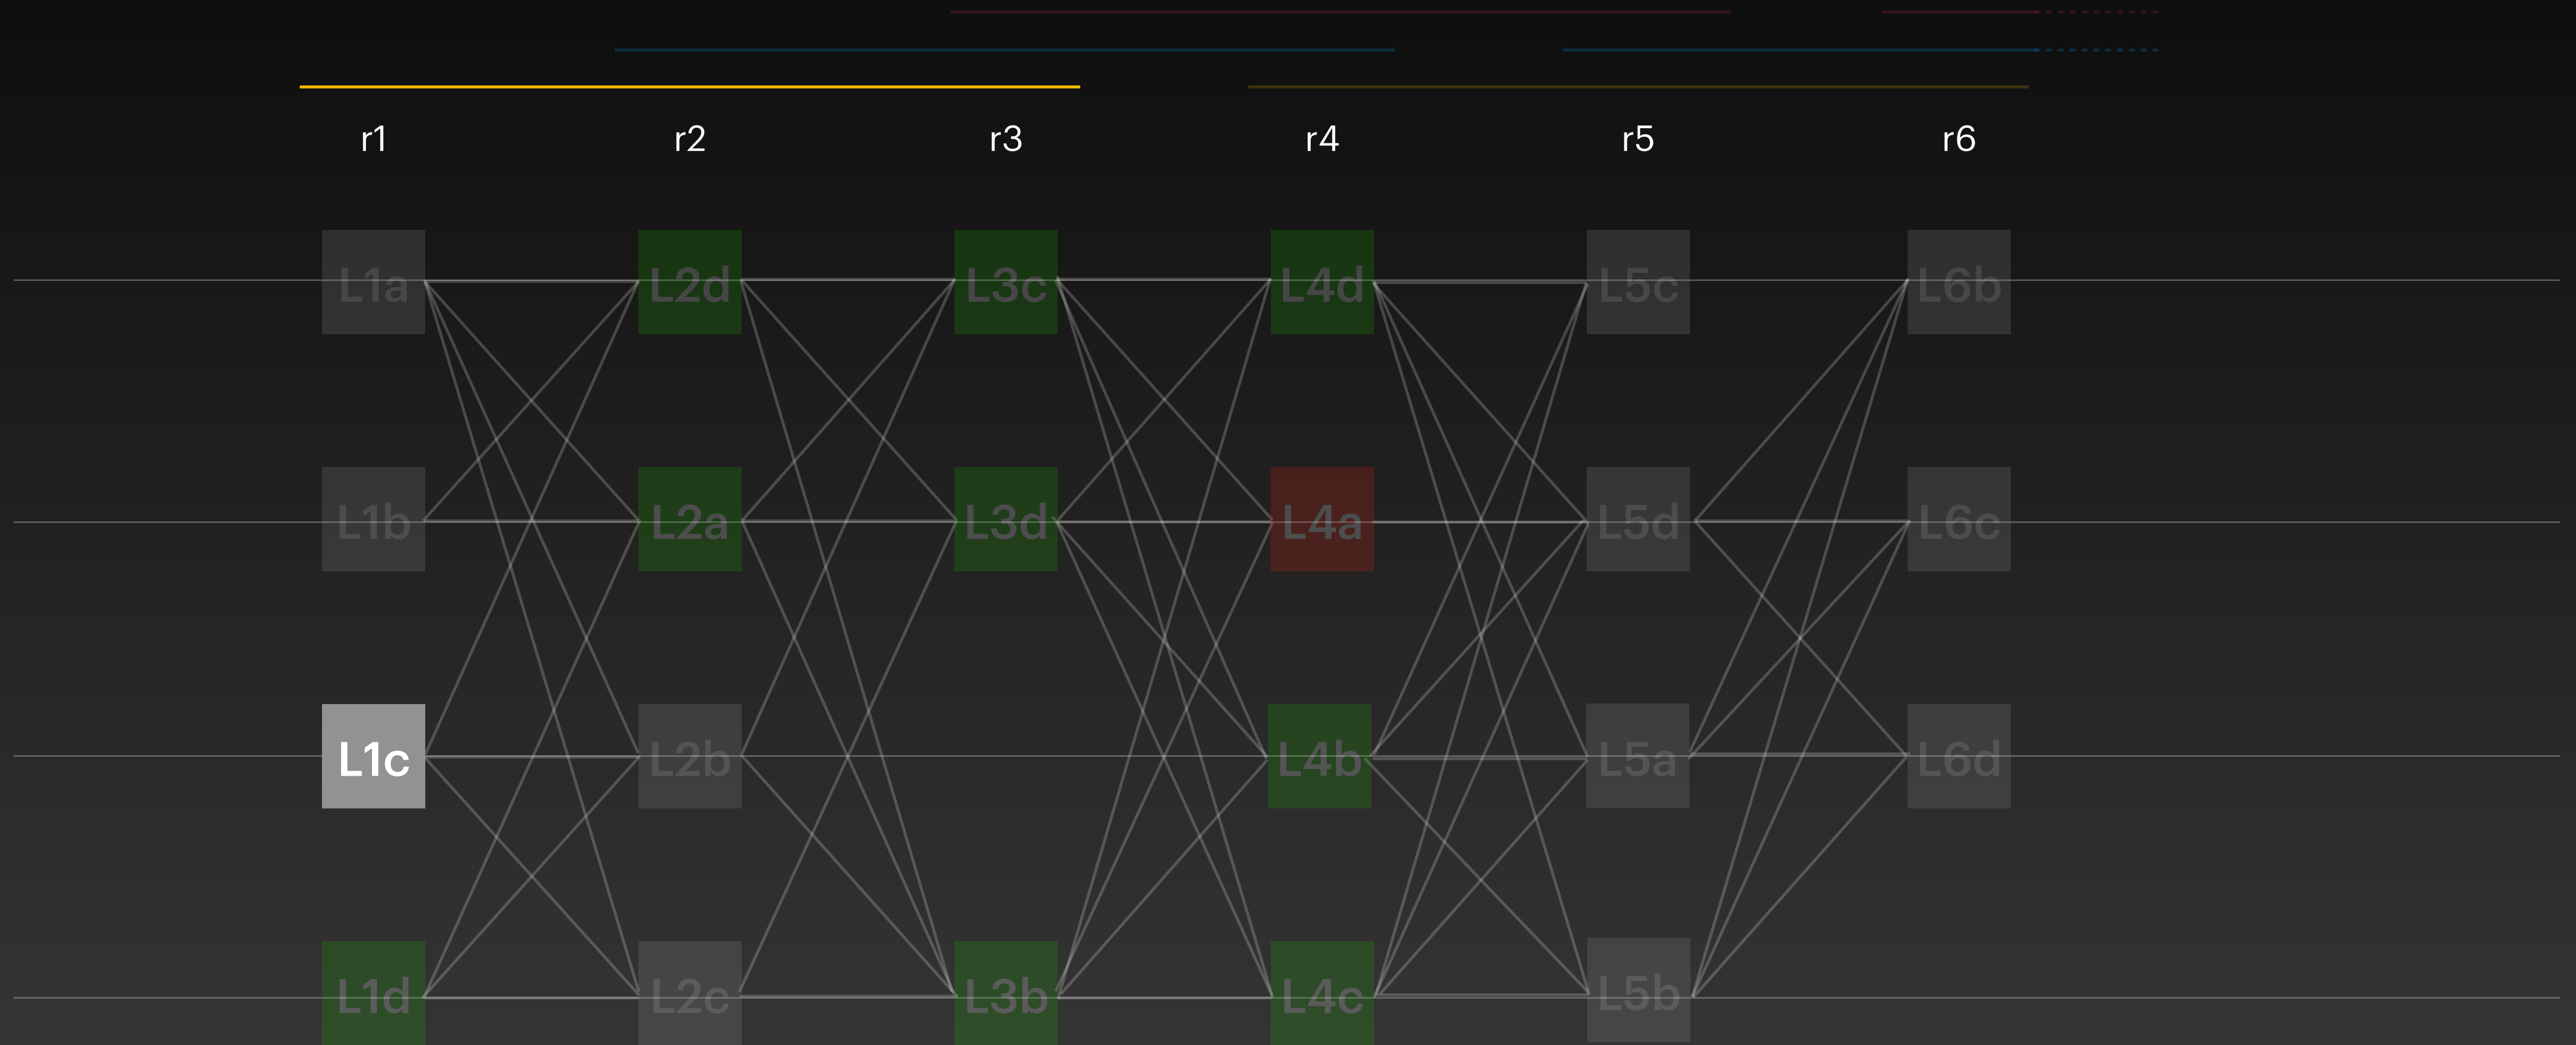 r1 r2 r3 r4 r5 r6
L1a L2d L3c L4d L5c L6b
L1b L2a L3d L4a L5d L6c
L1c L2b L4b L5a L6d
L1d L2c L3b L4c L5b